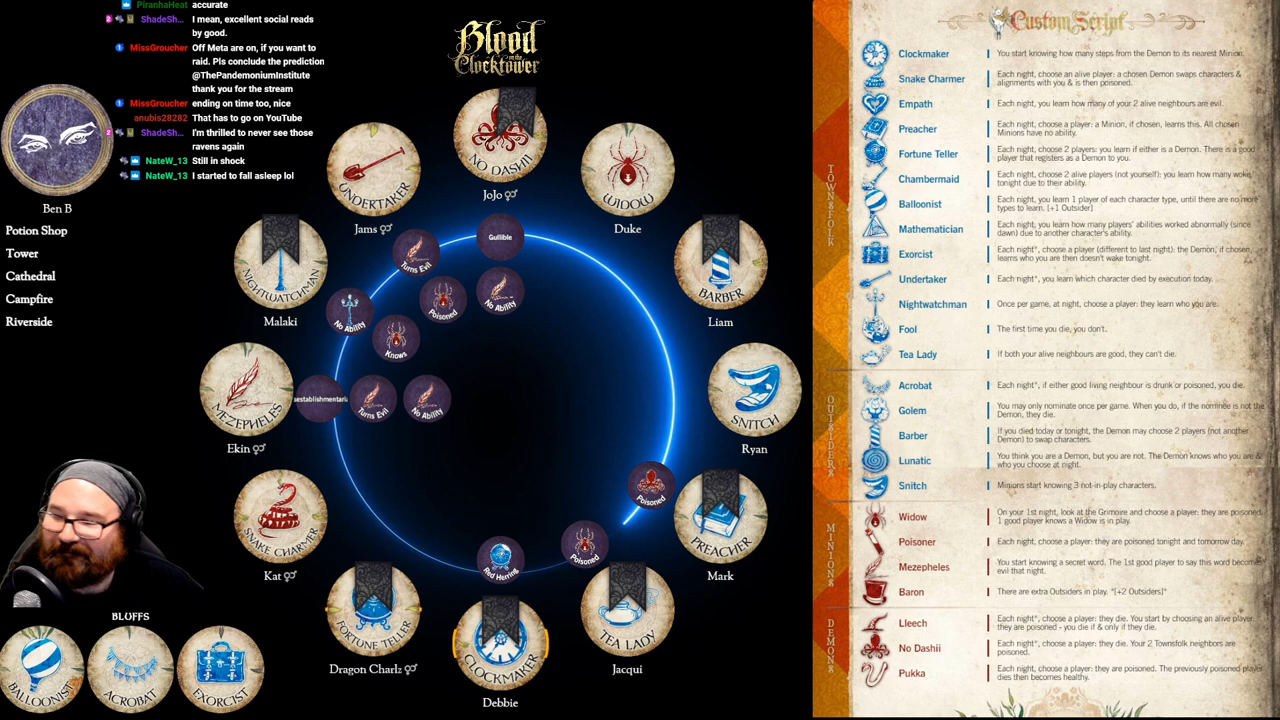 PiranhaHeat accurate
ShadeSh... I mean, excellent social reads
by good.
MissGroucher Off Meta are on, if you want to
raid. Pls conclude the prediction
@ThePandemoniumInstitute
thank you for the stream
MissGroucher ending on time too, nice
anubis28282 That has to go on YouTube
ShadeSh... I'm thrilled to never see those
ravens again
NateW_13 Still in shock
NateW_13 I started to fall asleep lol
Ben B
Potion Shop
Tower
Cathedral
Campfire
Riverside
Blood
on the
Clocktower
NO DASHII
JoJo
WIDOW
Duke
BARBER
Liam
SNITCH
Ryan
PREACHER
Mark
TEA LADY
Jacqui
CLOCKMAKER
Debbie
FORTUNE TELLER
Dragon Charlz
SNAKE CHARMER
Kat
MEZEPHELES
Ekin
NIGHTWATCHMAN
Malaki
UNDERTAKER
Jams
Gullible
Turns Evil
Poisoned
No Ability
No Ability
Knows
sestablishmentaria
Turns Evil
No Ability
Poisoned
Poisoned
Red Herring
BLUFFS
BALLOONIST
ACROBAT
EXORCIST
Custom Script
TOWNSFOLK
Clockmaker You start knowing how many steps from the Demon to its nearest Minion.
Snake Charmer Each night, choose an alive player: a chosen Demon swaps characters &
alignments with you & is then poisoned.
Empath Each night, you learn how many of your 2 alive neighbours are evil.
Preacher Each night, choose a player: a Minion, if chosen, learns this. All chosen
Minions have no ability.
Fortune Teller Each night, choose 2 players: you learn if either is a Demon. There is a good
player that registers as a Demon to you.
Chambermaid Each night, choose 2 alive players (not yourself): you learn how many woke
tonight due to their ability.
Balloonist Each night, you learn 1 player of each character type, until there are no more
types to learn. [+1 Outsider]
Mathematician Each night, you learn how many players' abilities worked abnormally (since
dawn) due to another character's ability.
Exorcist Each night*, choose a player (different to last night): the Demon, if chosen,
learns who you are then doesn't wake tonight.
Undertaker Each night*, you learn which character died by execution today.
Nightwatchman Once per game, at night, choose a player: they learn who you are.
Fool The first time you die, you don't.
Tea Lady If both your alive neighbours are good, they can't die.
OUTSIDERS
Acrobat Each night*, if either good living neighbour is drunk or poisoned, you die.
Golem You may only nominate once per game. When you do, if the nominee is not the
Demon, they die.
Barber If you died today or tonight, the Demon may choose 2 players (not another
Demon) to swap characters.
Lunatic You think you are a Demon, but you are not. The Demon knows who you are &
who you choose at night.
Snitch Minions start knowing 3 not-in-play characters.
MINIONS
Widow On your 1st night, look at the Grimoire and choose a player: they are poisoned.
1 good player knows a Widow is in play.
Poisoner Each night, choose a player: they are poisoned tonight and tomorrow day.
Mezepheles You start knowing a secret word. The 1st good player to say this word becomes
evil that night.
Baron There are extra Outsiders in play. *[+2 Outsiders]*
DEMONS
Lleech Each night*, choose a player: they die. You start by choosing an alive player:
they are poisoned - you die if & only if they die.
No Dashii Each night*, choose a player: they die. Your 2 Townsfolk neighbors are
poisoned.
Pukka Each night, choose a player: they are poisoned. The previously poisoned player
dies then becomes healthy.